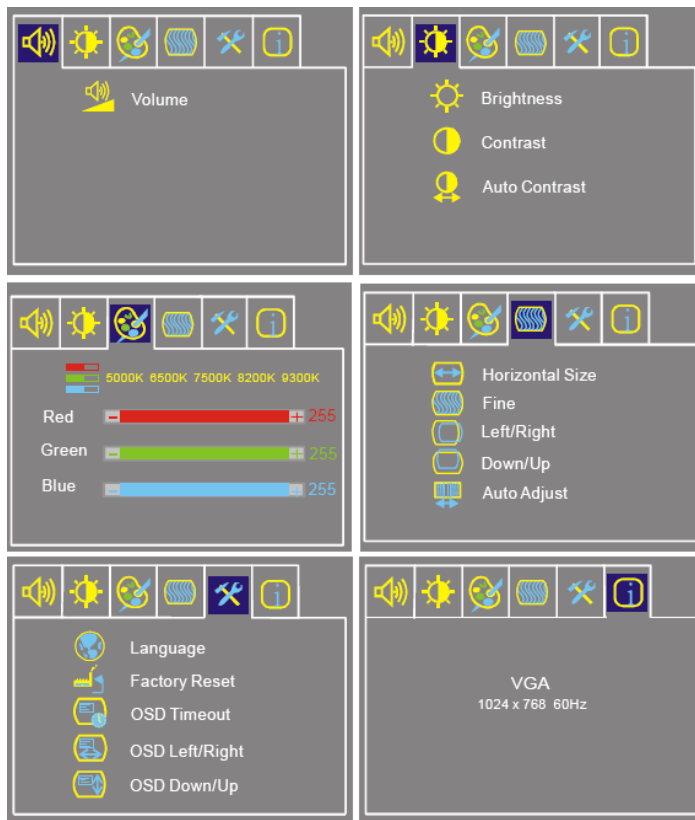 Volume
Brightness
Contrast
Auto Contrast
5000K 6500K 7500K 8200K 9300K
Red - + 255
Green - + 255
Blue - + 255
Horizontal Size
Fine
Left/Right
Down/Up
Auto Adjust
Language
Factory Reset
OSD Timeout
OSD Left/Right
OSD Down/Up
VGA
1024 x 768 60Hz